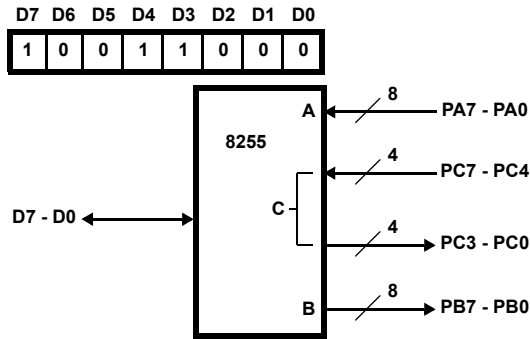 D7 D6 D5 D4 D3 D2 D1 D0
1 0 0 1 1 0 0 0
8
A PA7 - PA0
8255
4
PC7 - PC4
C
D7 - D0
4
PC3 - PC0
8
B PB7 - PB0